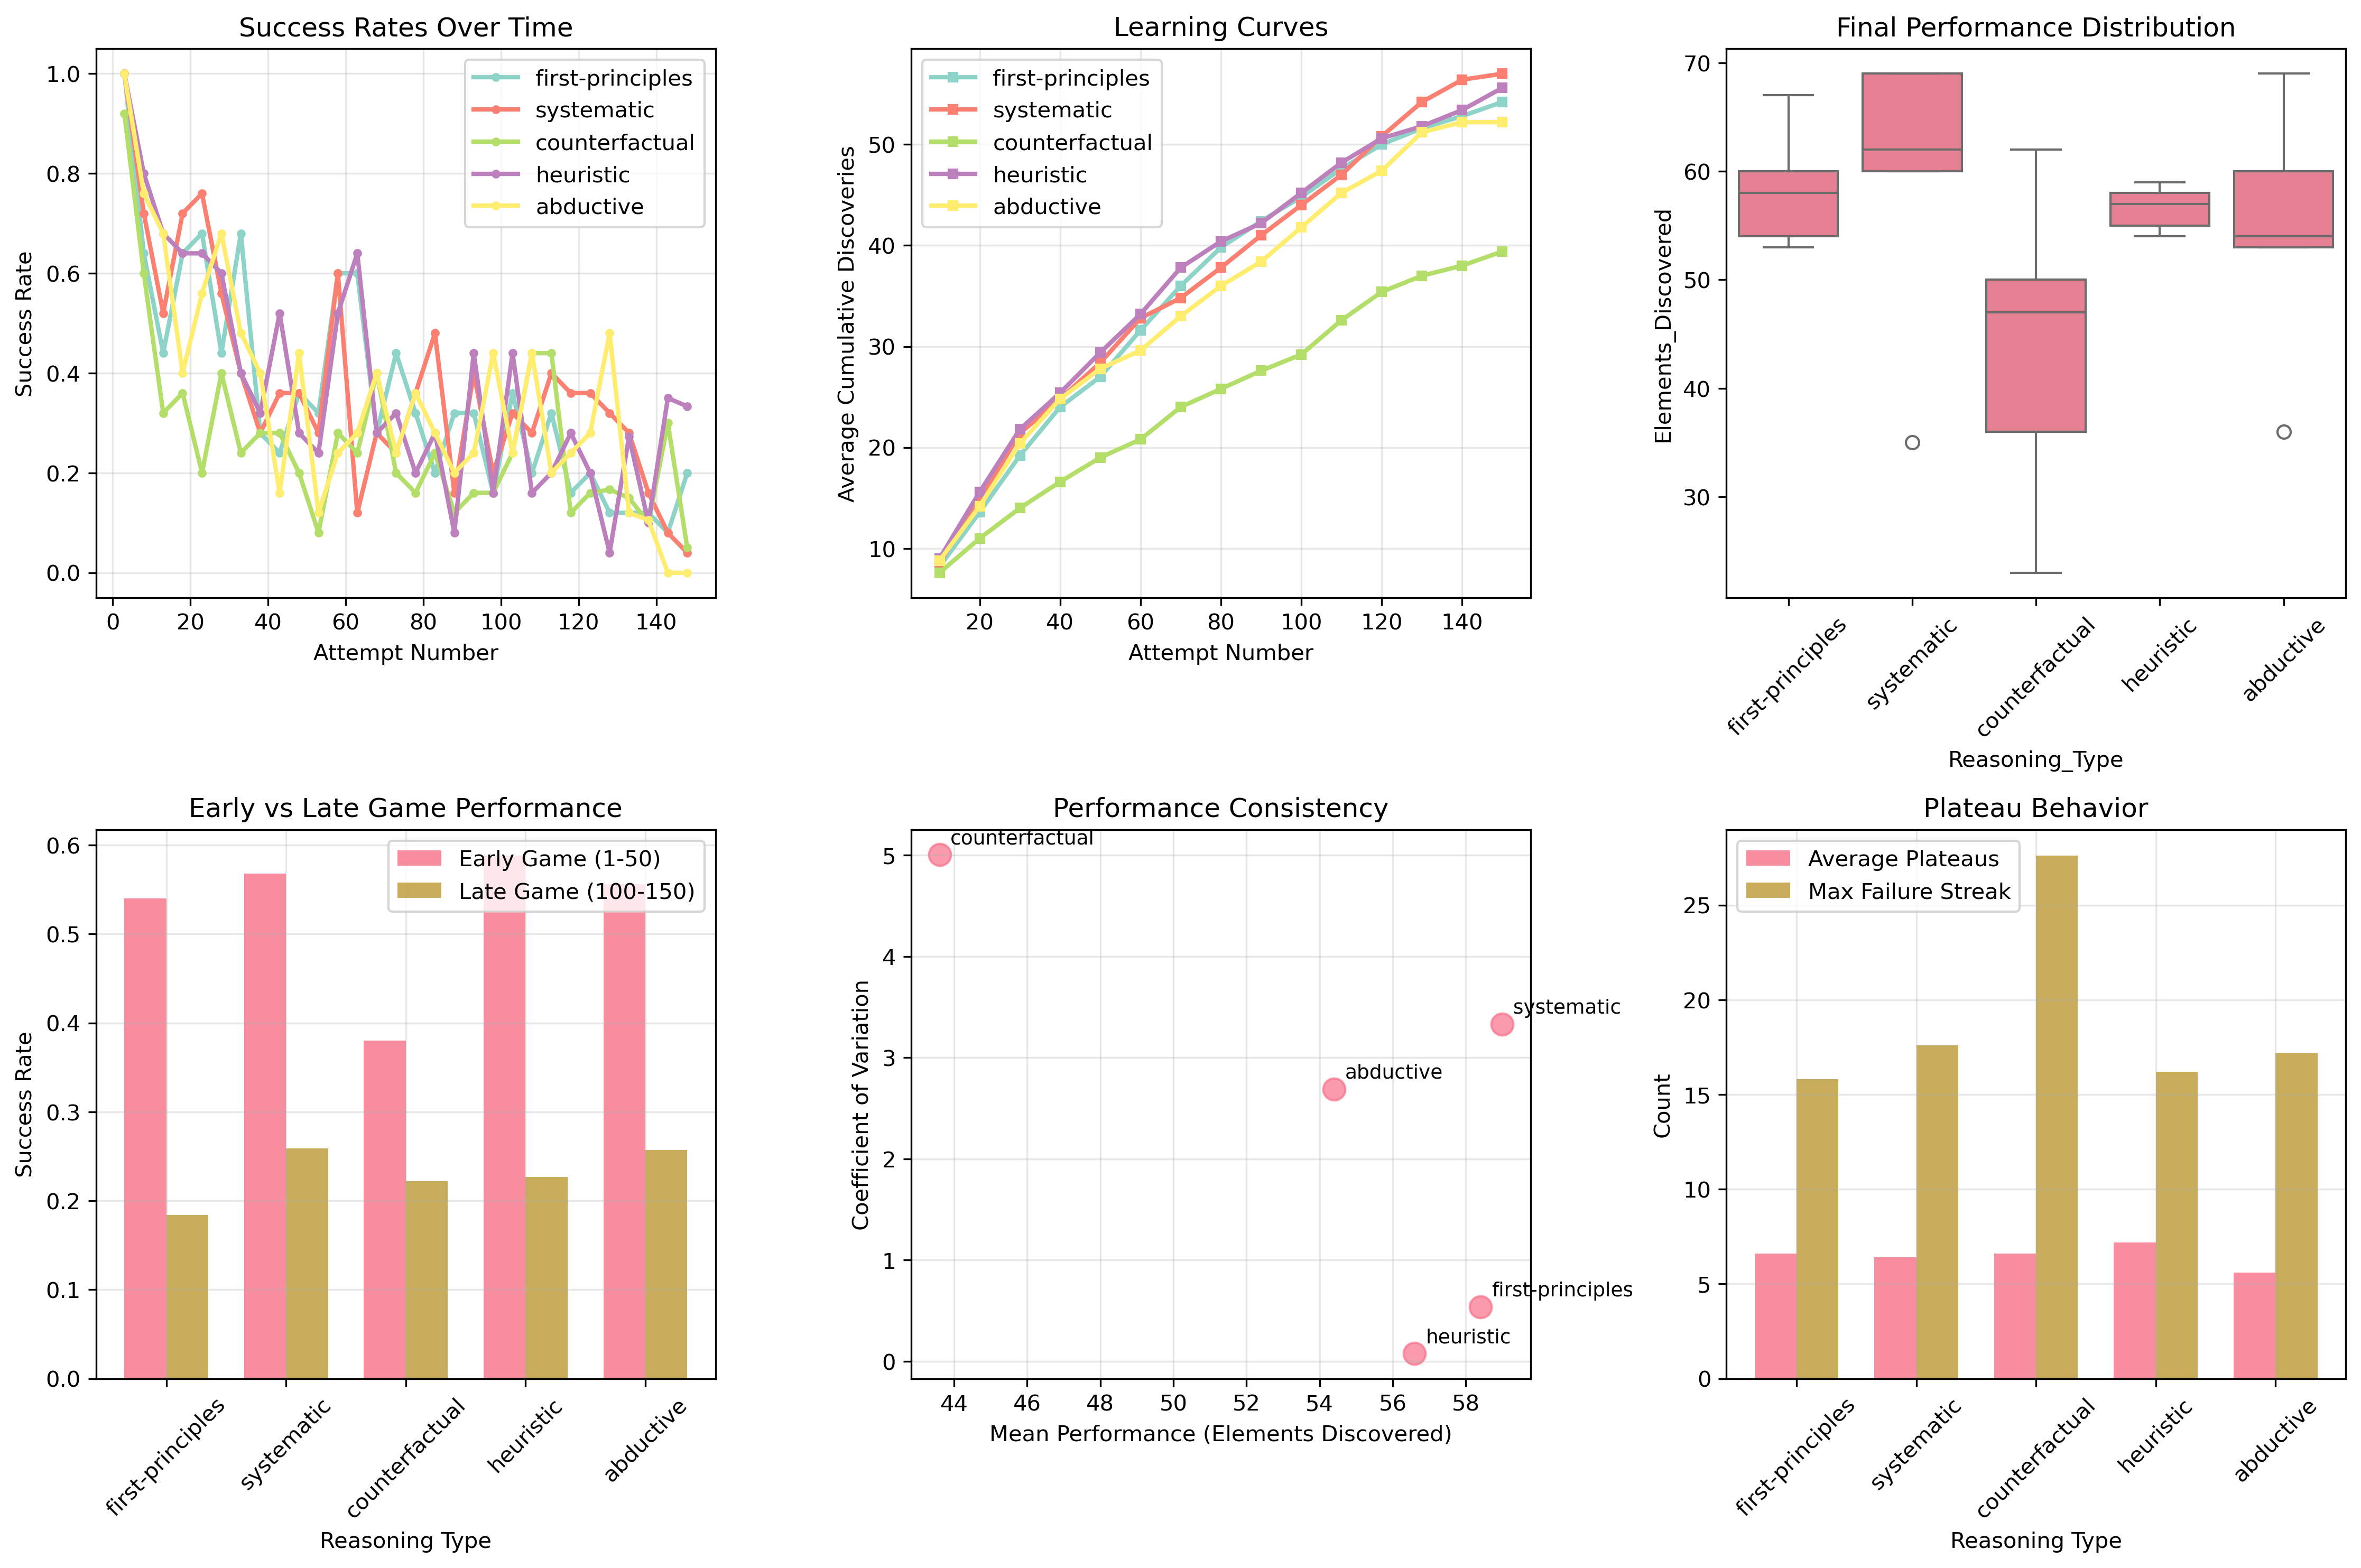 Success Rates Over Time
1.0
0.8
0.6
0.4
0.2
0.0
Success Rate
first-principles
systematic
counterfactual
heuristic
abductive
0 20 40 60 80 100 120 140
Attempt Number
Learning Curves
50
40
30
20
10
Average Cumulative Discoveries
first-principles
systematic
counterfactual
heuristic
abductive
20 40 60 80 100 120 140
Attempt Number
Final Performance Distribution
70
60
50
40
30
Elements_Discovered
first-principles
systematic
counterfactual
heuristic
abductive
Reasoning_Type
Early vs Late Game Performance
0.6
0.5
0.4
0.3
0.2
0.1
0.0
Success Rate
Early Game (1-50)
Late Game (100-150)
first-principles
systematic
counterfactual
heuristic
abductive
Reasoning Type
Performance Consistency
5
4
3
2
1
0
Coefficient of Variation
counterfactual
systematic
abductive
first-principles
heuristic
44 46 48 50 52 54 56 58
Mean Performance (Elements Discovered)
Plateau Behavior
25
20
15
10
5
0
Count
Average Plateaus
Max Failure Streak
first-principles
systematic
counterfactual
heuristic
abductive
Reasoning Type